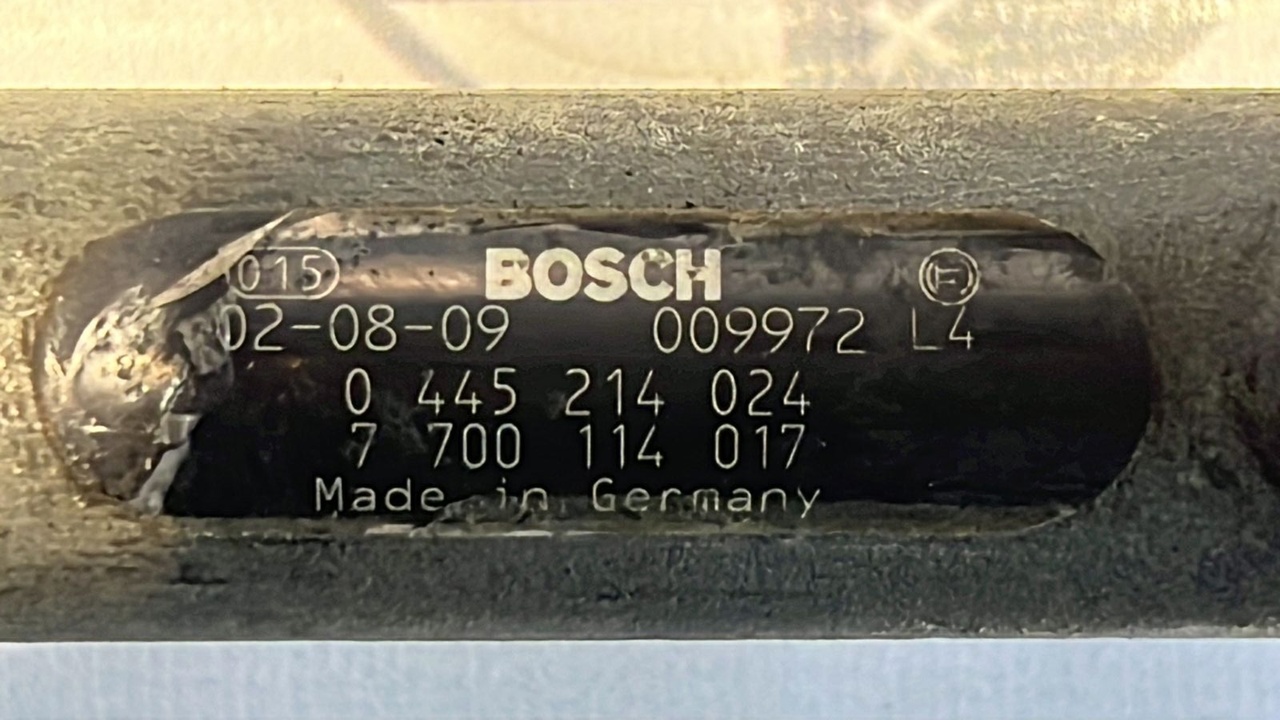 015 BOSCH
02-08-09 009972 L4
0 445 214 024
7 700 114 017
Made in Germany